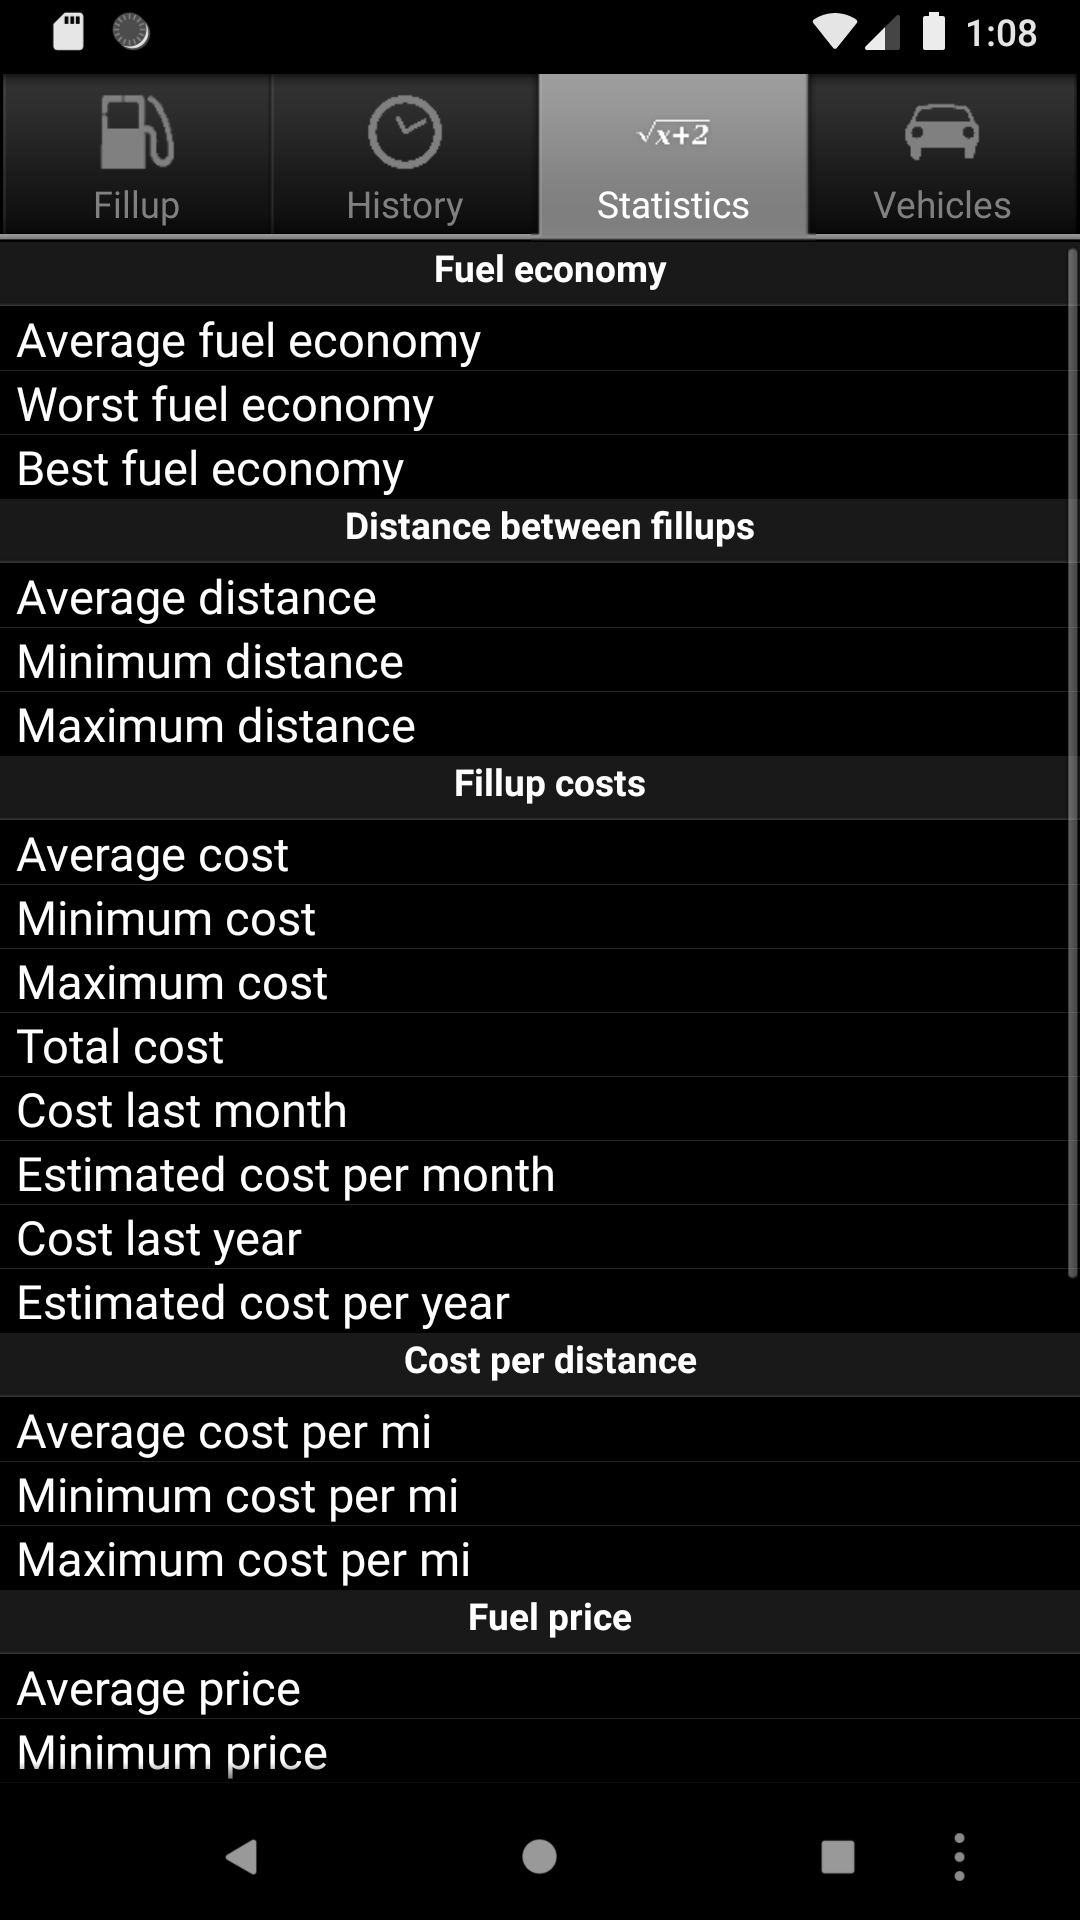 1:08
Fillup
History
√x+2
Statistics
Vehicles
Fuel economy
Average fuel economy
Worst fuel economy
Best fuel economy
Distance between fillups
Average distance
Minimum distance
Maximum distance
Fillup costs
Average cost
Minimum cost
Maximum cost
Total cost
Cost last month
Estimated cost per month
Cost last year
Estimated cost per year
Cost per distance
Average cost per mi
Minimum cost per mi
Maximum cost per mi
Fuel price
Average price
Minimum price